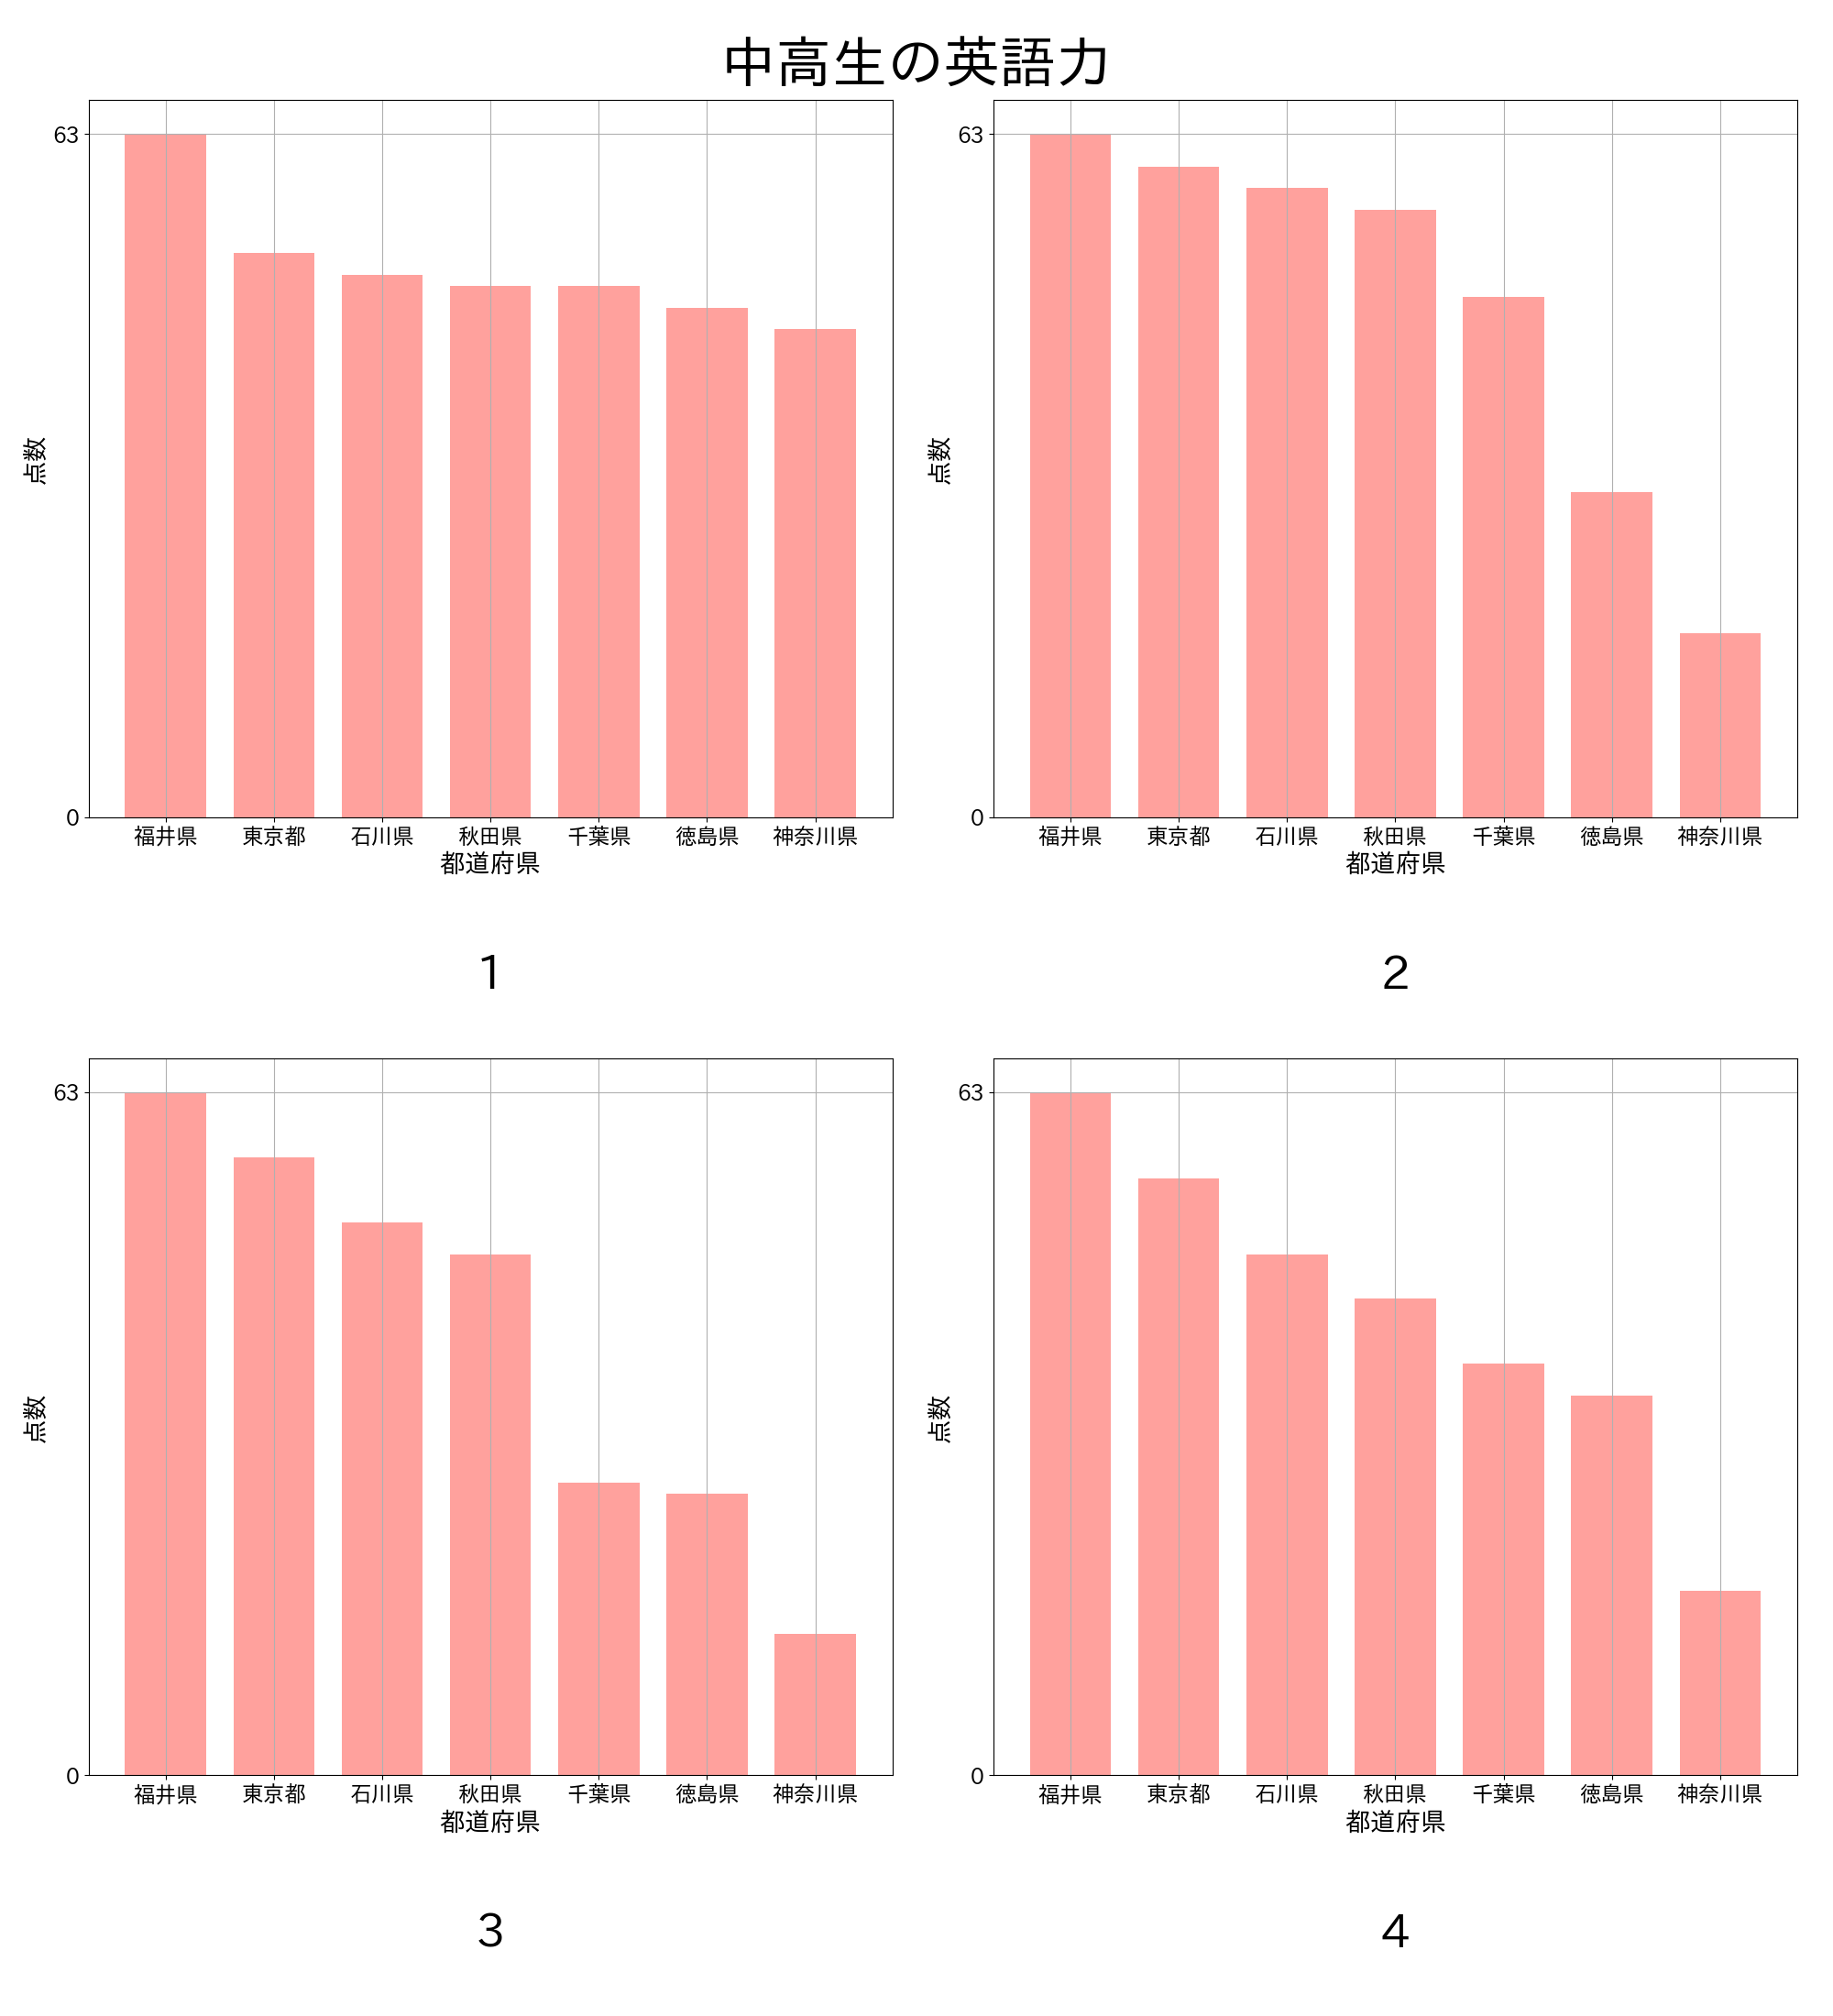 中高生の英語力
63
点数
0
福井県 東京都 石川県 秋田県 千葉県 徳島県 神奈川県
都道府県
1
63
点数
0
福井県 東京都 石川県 秋田県 千葉県 徳島県 神奈川県
都道府県
2
63
点数
0
福井県 東京都 石川県 秋田県 千葉県 徳島県 神奈川県
都道府県
3
63
点数
0
福井県 東京都 石川県 秋田県 千葉県 徳島県 神奈川県
都道府県
4